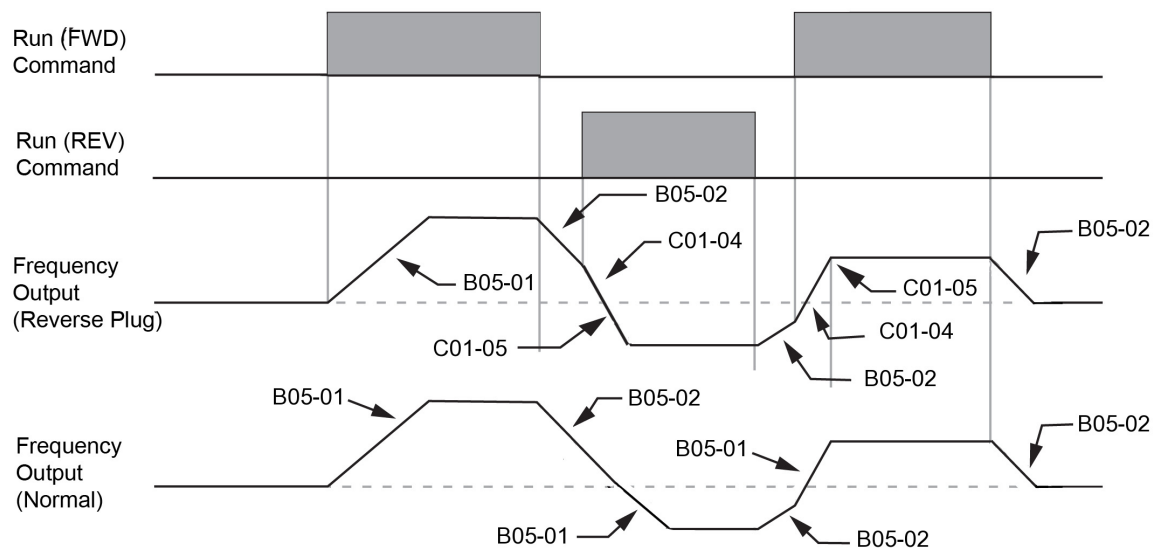 Run (FWD)
Command
Run (REV)
Command
B05-02
C01-04
B05-02
Frequency
Output
(Reverse Plug)
B05-01
C01-05
C01-04
C01-05
B05-02
B05-01
B05-02
B05-02
Frequency
Output
(Normal)
B05-01
B05-01
B05-02